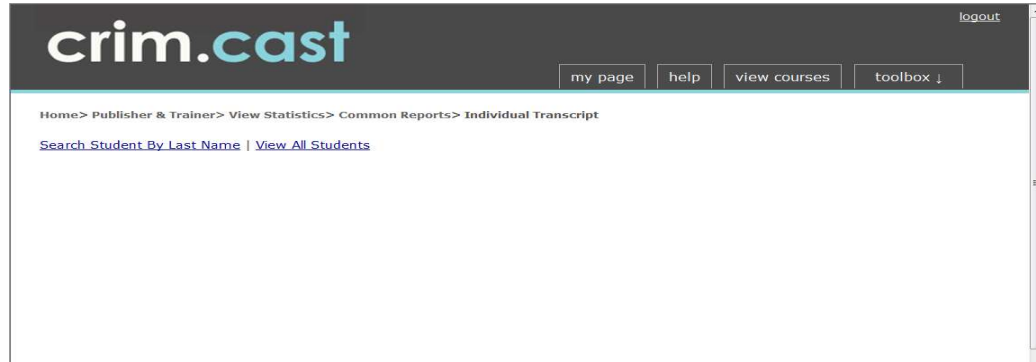 logout
crim.cast
my page help view courses toolbox ↓
Home> Publisher & Trainer> View Statistics> Common Reports> Individual Transcript
Search Student By Last Name | View All Students